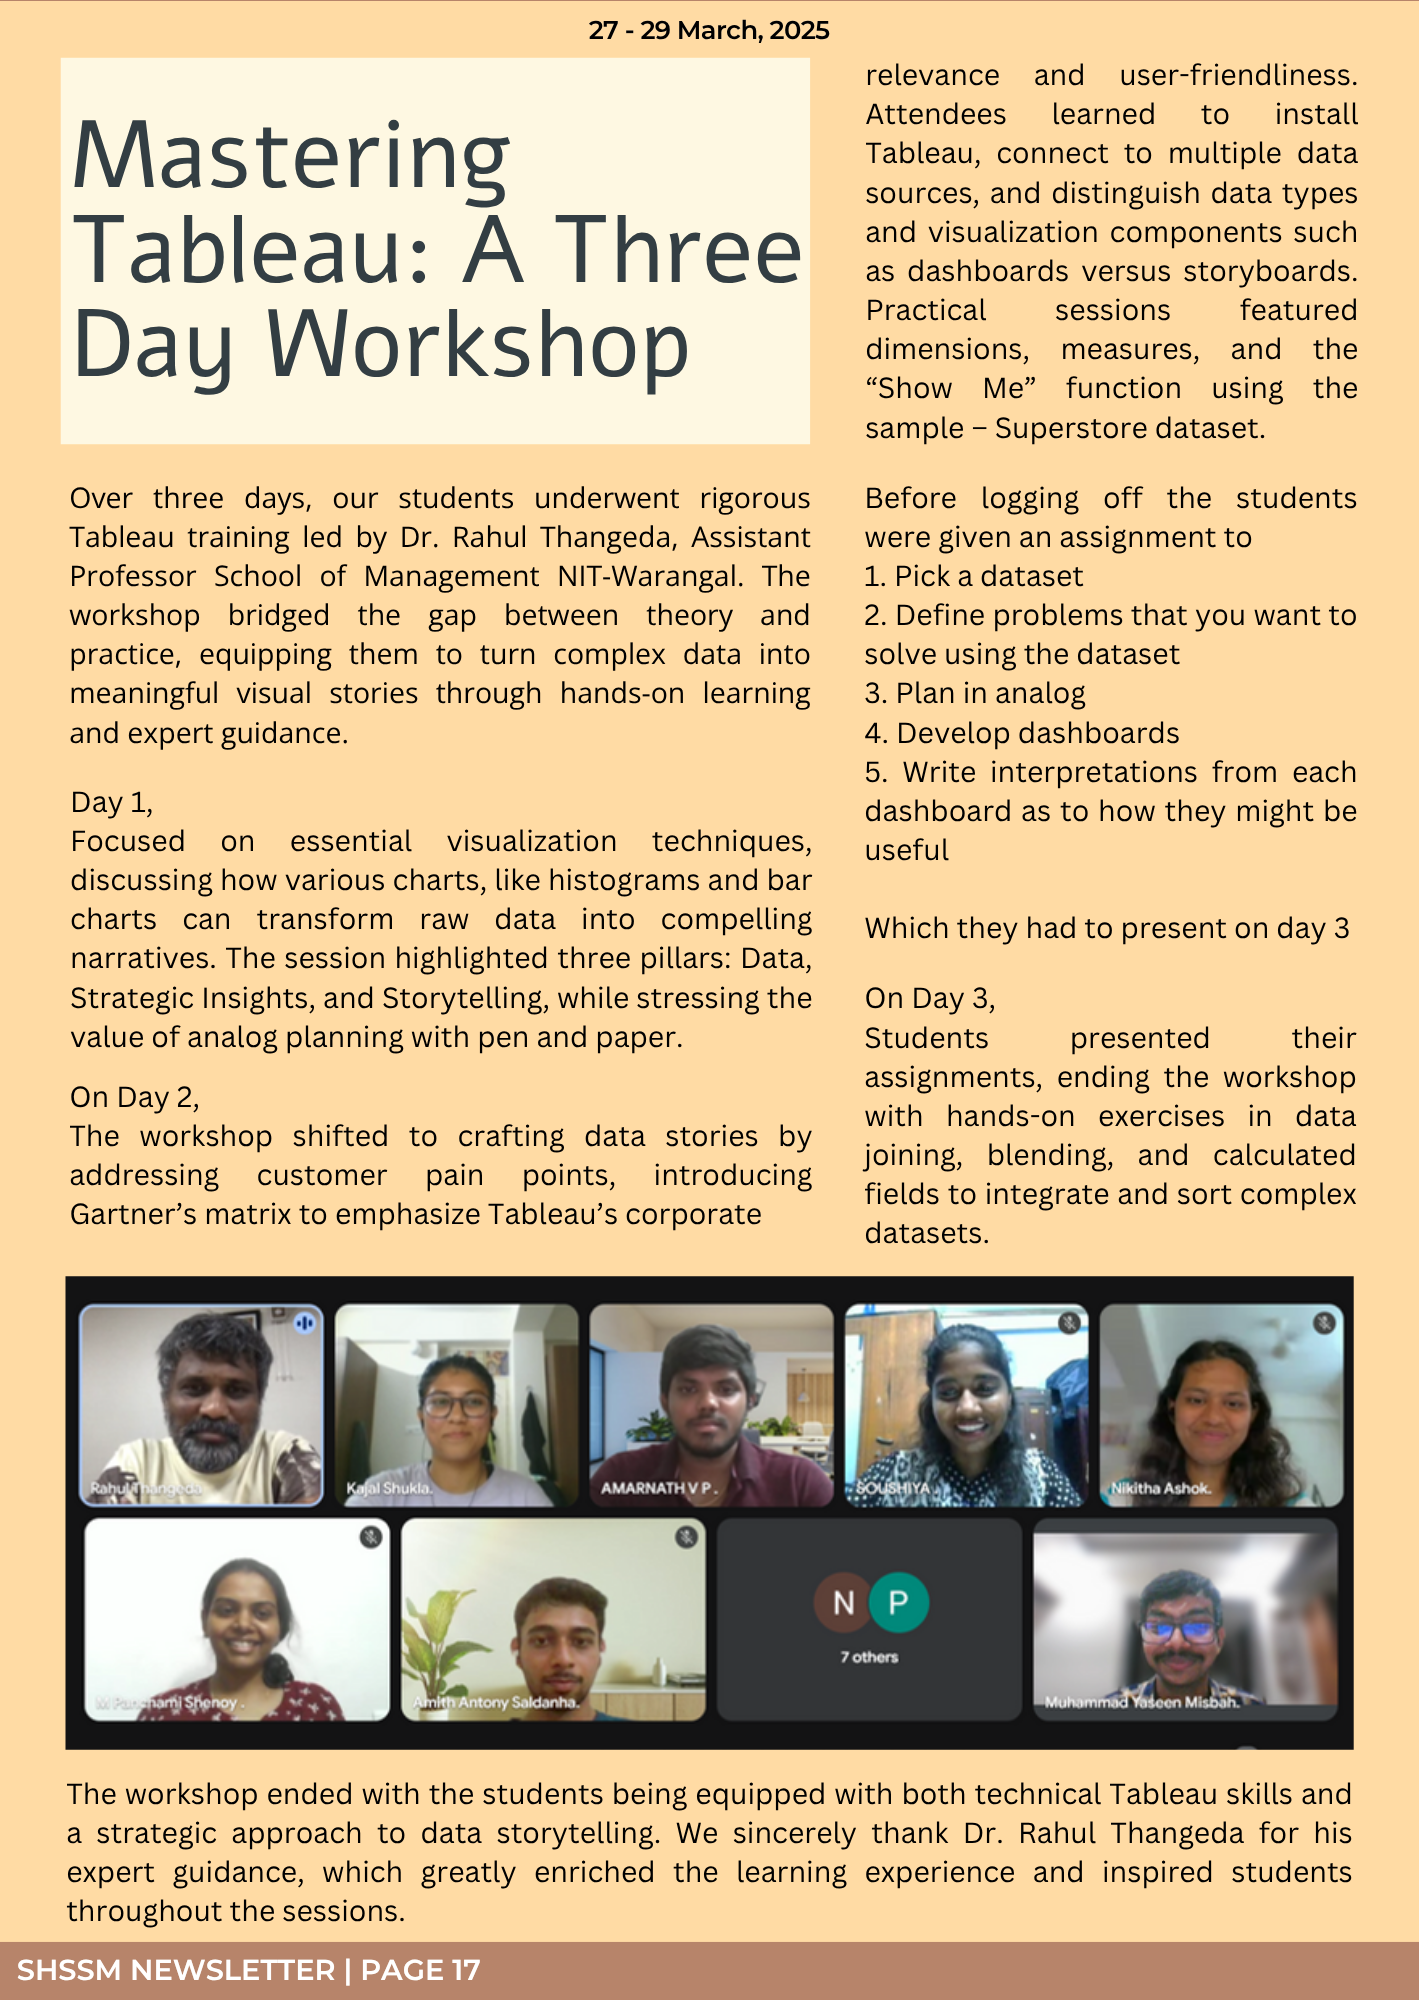 27 - 29 March, 2025
Mastering
Tableau: A Three
Day Workshop
Over three days, our students underwent rigorous
Tableau training led by Dr. Rahul Thangeda, Assistant
Professor School of Management NIT-Warangal. The
workshop bridged the gap between theory and
practice, equipping them to turn complex data into
meaningful visual stories through hands-on learning
and expert guidance.
Day 1,
Focused on essential visualization techniques,
discussing how various charts, like histograms and bar
charts can transform raw data into compelling
narratives. The session highlighted three pillars: Data,
Strategic Insights, and Storytelling, while stressing the
value of analog planning with pen and paper.
On Day 2,
The workshop shifted to crafting data stories by
addressing customer pain points, introducing
Gartner’s matrix to emphasize Tableau’s corporate
relevance and user-friendliness.
Attendees learned to install
Tableau, connect to multiple data
sources, and distinguish data types
and visualization components such
as dashboards versus storyboards.
Practical sessions featured
dimensions, measures, and the
“Show Me” function using the
sample – Superstore dataset.
Before logging off the students
were given an assignment to
1. Pick a dataset
2. Define problems that you want to
solve using the dataset
3. Plan in analog
4. Develop dashboards
5. Write interpretations from each
dashboard as to how they might be
useful
Which they had to present on day 3
On Day 3,
Students presented their
assignments, ending the workshop
with hands-on exercises in data
joining, blending, and calculated
fields to integrate and sort complex
datasets.
Rahul Thangeda
Kajal Shukla.
AMARNATH V P .
SOUSHIYA .
Nikitha Ashok.
M Panchami Shenoy .
Amith Antony Saldanha.
N P
7 others
Muhammad Yaseen Misbah.
The workshop ended with the students being equipped with both technical Tableau skills and
a strategic approach to data storytelling. We sincerely thank Dr. Rahul Thangeda for his
expert guidance, which greatly enriched the learning experience and inspired students
throughout the sessions.
SHSSM NEWSLETTER | PAGE 17